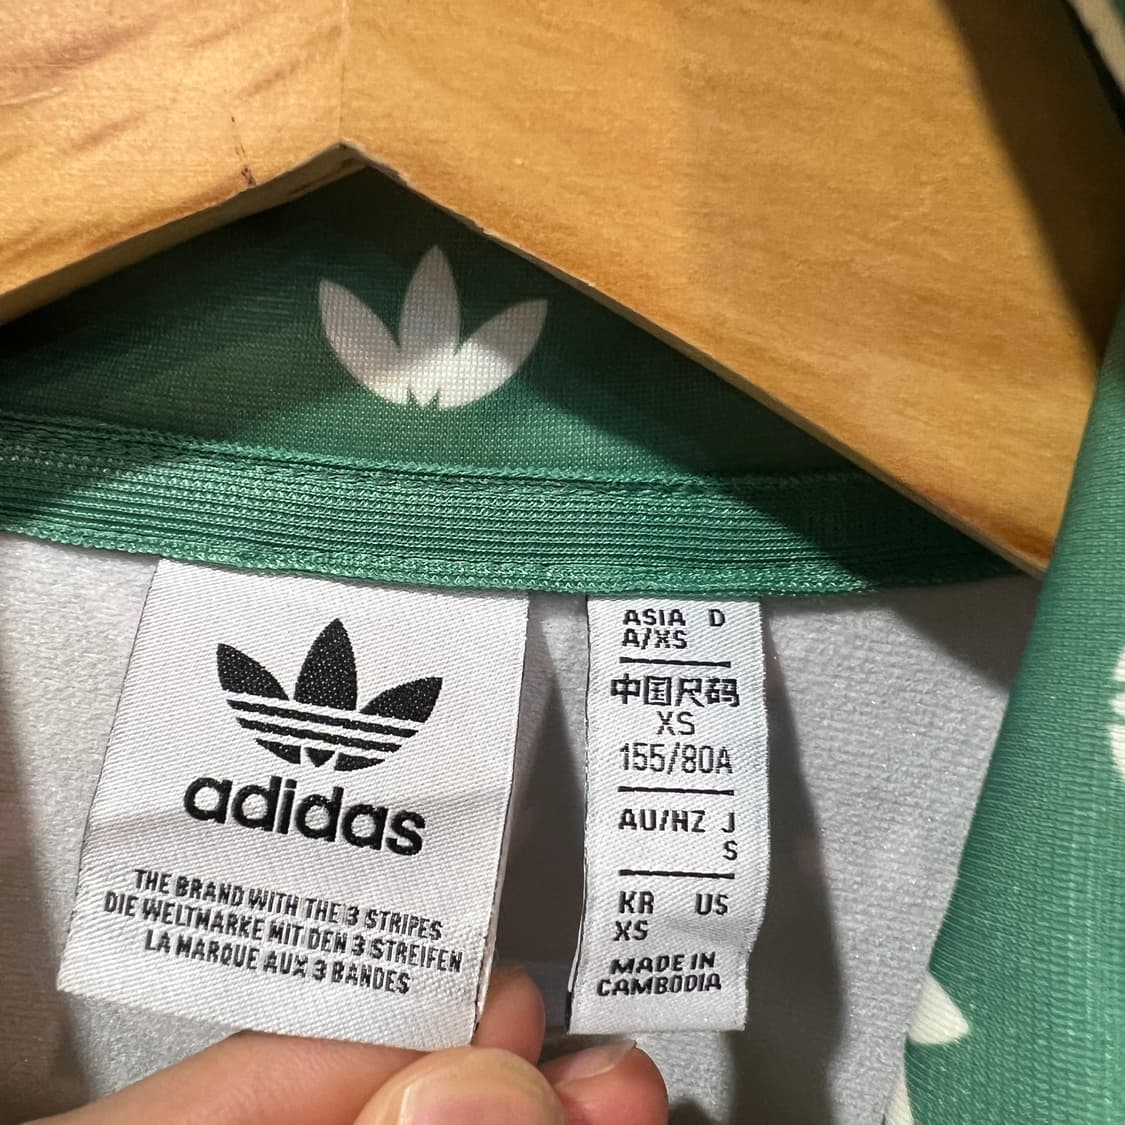 adidas
THE BRAND WITH THE 3 STRIPES
DIE WELTMARKE MIT DEN 3 STREIFEN
LA MARQUE AUX 3 BANDES
ASIA D
A/XS
中国尺码
XS
155/80A
AU/NZ J
S
KR US
XS
MADE IN
CAMBODIA